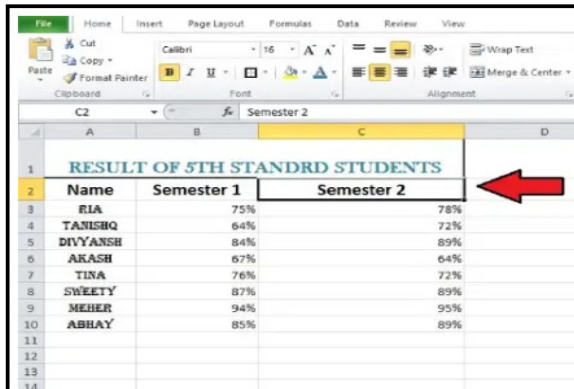 File Home Insert Page Layout Formulas Data Review View
Cut
Copy
Format Painter
Paste
Calibri 16 A A
B I U A
Wrap Text
Merge & Center
Clipboard Font Alignment
C2 fx Semester 2
A B C D
1 RESULT OF 5TH STANDRD STUDENTS
2 Name Semester 1 Semester 2
3 RIA 75% 78%
4 TANISHQ 64% 72%
5 DIVYANSH 84% 89%
6 AKASH 67% 64%
7 TINA 76% 72%
8 SWEETY 87% 89%
9 MEHER 94% 95%
10 ABHAY 85% 89%
11
12
13
14